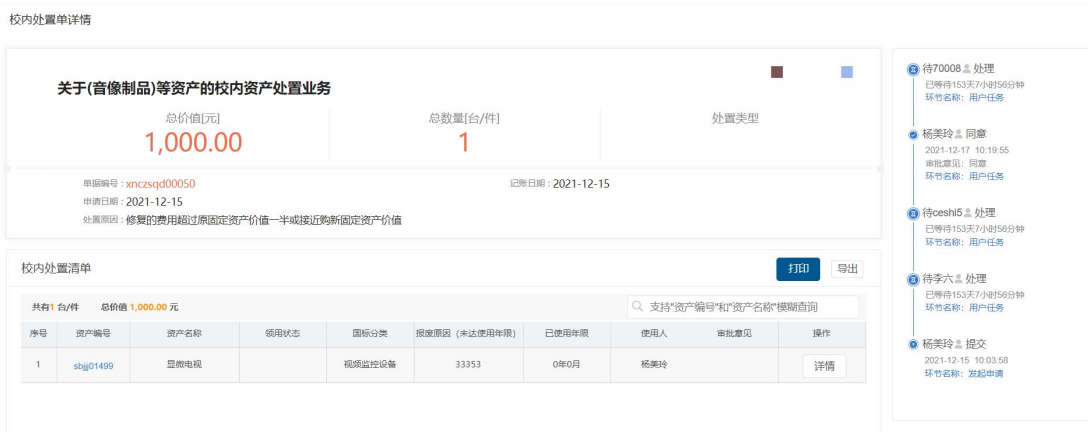 校内处置单详情
关于(音像制品)等资产的校内资产处置业务
总价值[元]
1,000.00
总数量[台/件]
1
处置类型
单据编号：xnczsqd00050
记账日期：2021-12-15
申请日期：2021-12-15
处置原因：修复的费用超过原固定资产价值一半或接近购新固定资产价值
校内处置清单
打印
导出
共有1 台/件 总价值 1,000.00 元
支持"资产编号"和"资产名称"模糊查询
序号 资产编号 资产名称 领用状态 国标分类 报废原因（未达使用年限） 已使用年限 使用人 审批意见 操作
1 sbjjj01499 显微电视 视频监控设备 33353 0年0月 杨美玲 详情
待70008 处理
已等待153天7小时56分钟
环节名称：用户任务
杨美玲 同意
2021-12-17 10:19:55
审批意见：同意
环节名称：用户任务
待ceshi5 处理
已等待153天7小时56分钟
环节名称：用户任务
待李六 处理
已等待153天7小时56分钟
环节名称：用户任务
杨美玲 提交
2021-12-15 10:03:58
环节名称：发起申请